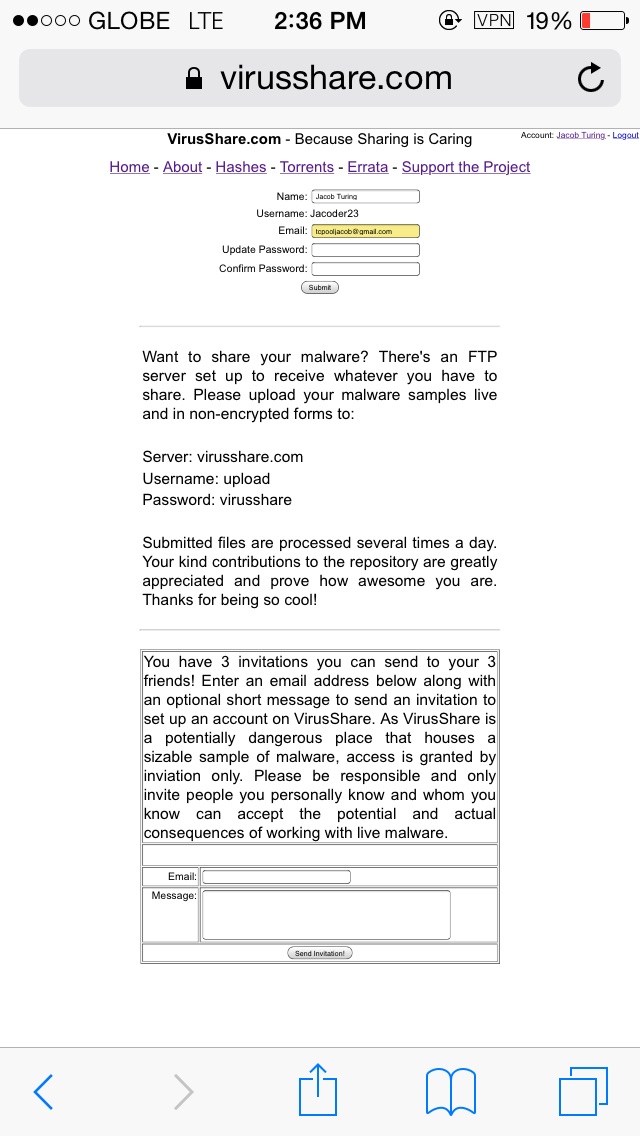 GLOBE LTE 2:36 PM VPN 19%
virusshare.com
VirusShare.com - Because Sharing is Caring
Account: Jacob Turing - Logout
Home - About - Hashes - Torrents - Errata - Support the Project
Name: Jacob Turing
Username: Jacoder23
Email: tcpooljacob@gmail.com
Update Password:
Confirm Password:
Submit
Want to share your malware? There's an FTP
server set up to receive whatever you have to
share. Please upload your malware samples live
and in non-encrypted forms to:
Server: virusshare.com
Username: upload
Password: virusshare
Submitted files are processed several times a day.
Your kind contributions to the repository are greatly
appreciated and prove how awesome you are.
Thanks for being so cool!
You have 3 invitations you can send to your 3
friends! Enter an email address below along with
an optional short message to send an invitation to
set up an account on VirusShare. As VirusShare is
a potentially dangerous place that houses a
sizable sample of malware, access is granted by
inviation only. Please be responsible and only
invite people you personally know and whom you
know can accept the potential and actual
consequences of working with live malware.
Email:
Message:
Send Invitation!